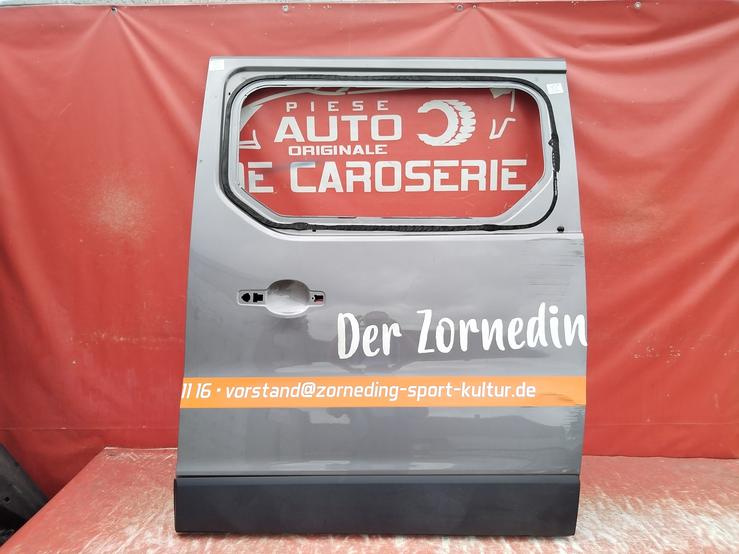 PIESE
AUTO
ORIGINALE
DE CAROSERIE
Der Zornedin
11 16 • vorstand@zorneding-sport-kultur.de